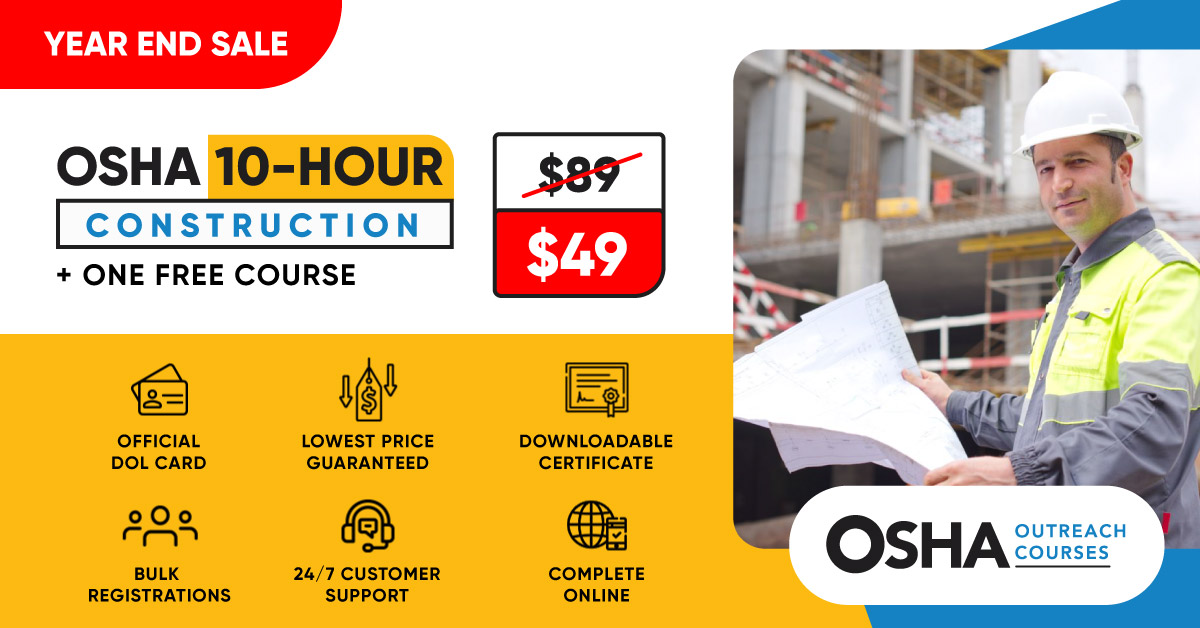 YEAR END SALE
OSHA 10-HOUR
CONSTRUCTION
+ ONE FREE COURSE
$89
$49
OFFICIAL
DOL CARD
LOWEST PRICE
GUARANTEED
DOWNLOADABLE
CERTIFICATE
BULK
REGISTRATIONS
24/7 CUSTOMER
SUPPORT
COMPLETE
ONLINE
OSHA OUTREACH
COURSES